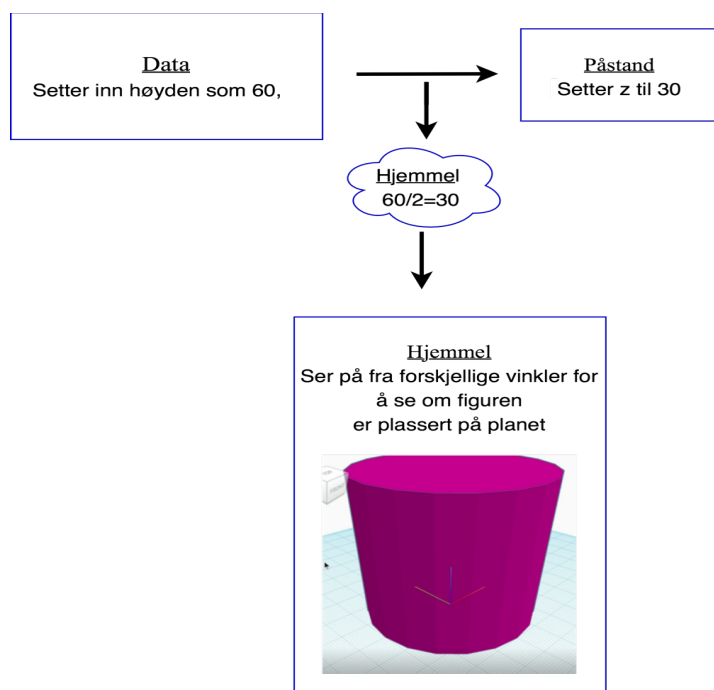 Data
Setter inn høyden som 60,
Påstand
Setter z til 30
Hjemmel
60/2=30
Hjemmel
Ser på fra forskjellige vinkler for
å se om figuren
er plassert på planet
FRONT